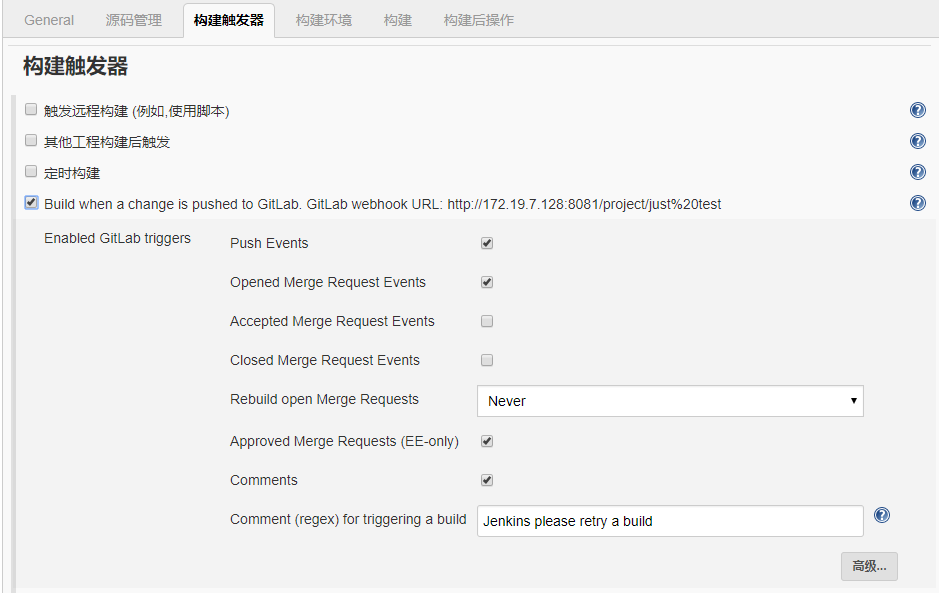 General 源码管理 构建触发器 构建环境 构建 构建后操作
构建触发器
触发远程构建 (例如,使用脚本)
其他工程构建后触发
定时构建
Build when a change is pushed to GitLab. GitLab webhook URL: http://172.19.7.128:8081/project/just%20test
Enabled GitLab triggers
Push Events
Opened Merge Request Events
Accepted Merge Request Events
Closed Merge Request Events
Rebuild open Merge Requests Never
Approved Merge Requests (EE-only)
Comments
Comment (regex) for triggering a build Jenkins please retry a build
高级...